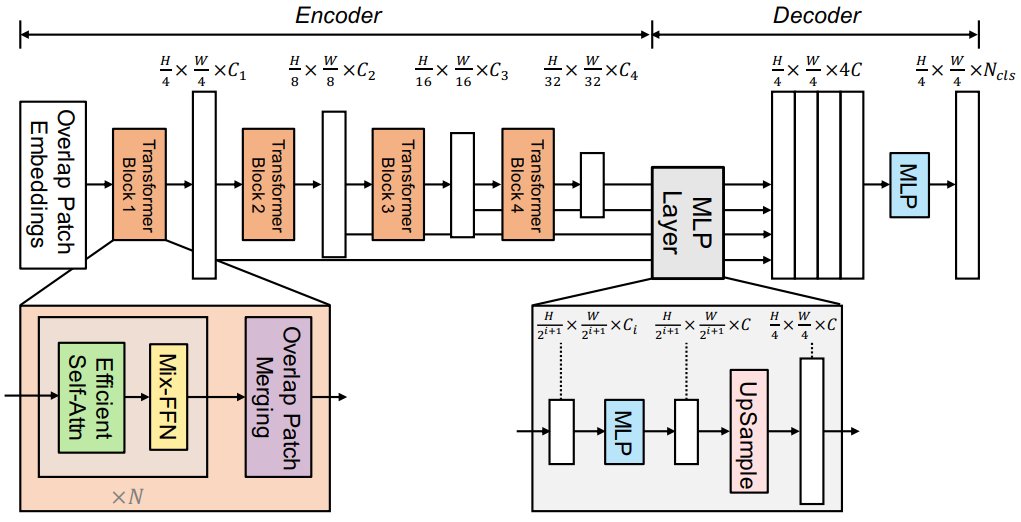 Encoder
Decoder
H/4 × W/4 × C₁
H/8 × W/8 × C₂
H/16 × W/16 × C₃
H/32 × W/32 × C₄
H/4 × W/4 × 4C
H/4 × W/4 × N_cls
Overlap Patch
Embeddings
Transformer
Block 1
Transformer
Block 2
Transformer
Block 3
Transformer
Block 4
MLP
Layer
MLP
Efficient
Self-Attn
Mix-FFN
Overlap Patch
Merging
×N
H/2^(i+1) × W/2^(i+1) × C_i
H/2^(i+1) × W/2^(i+1) × C
H/4 × W/4 × C
MLP
UpSample